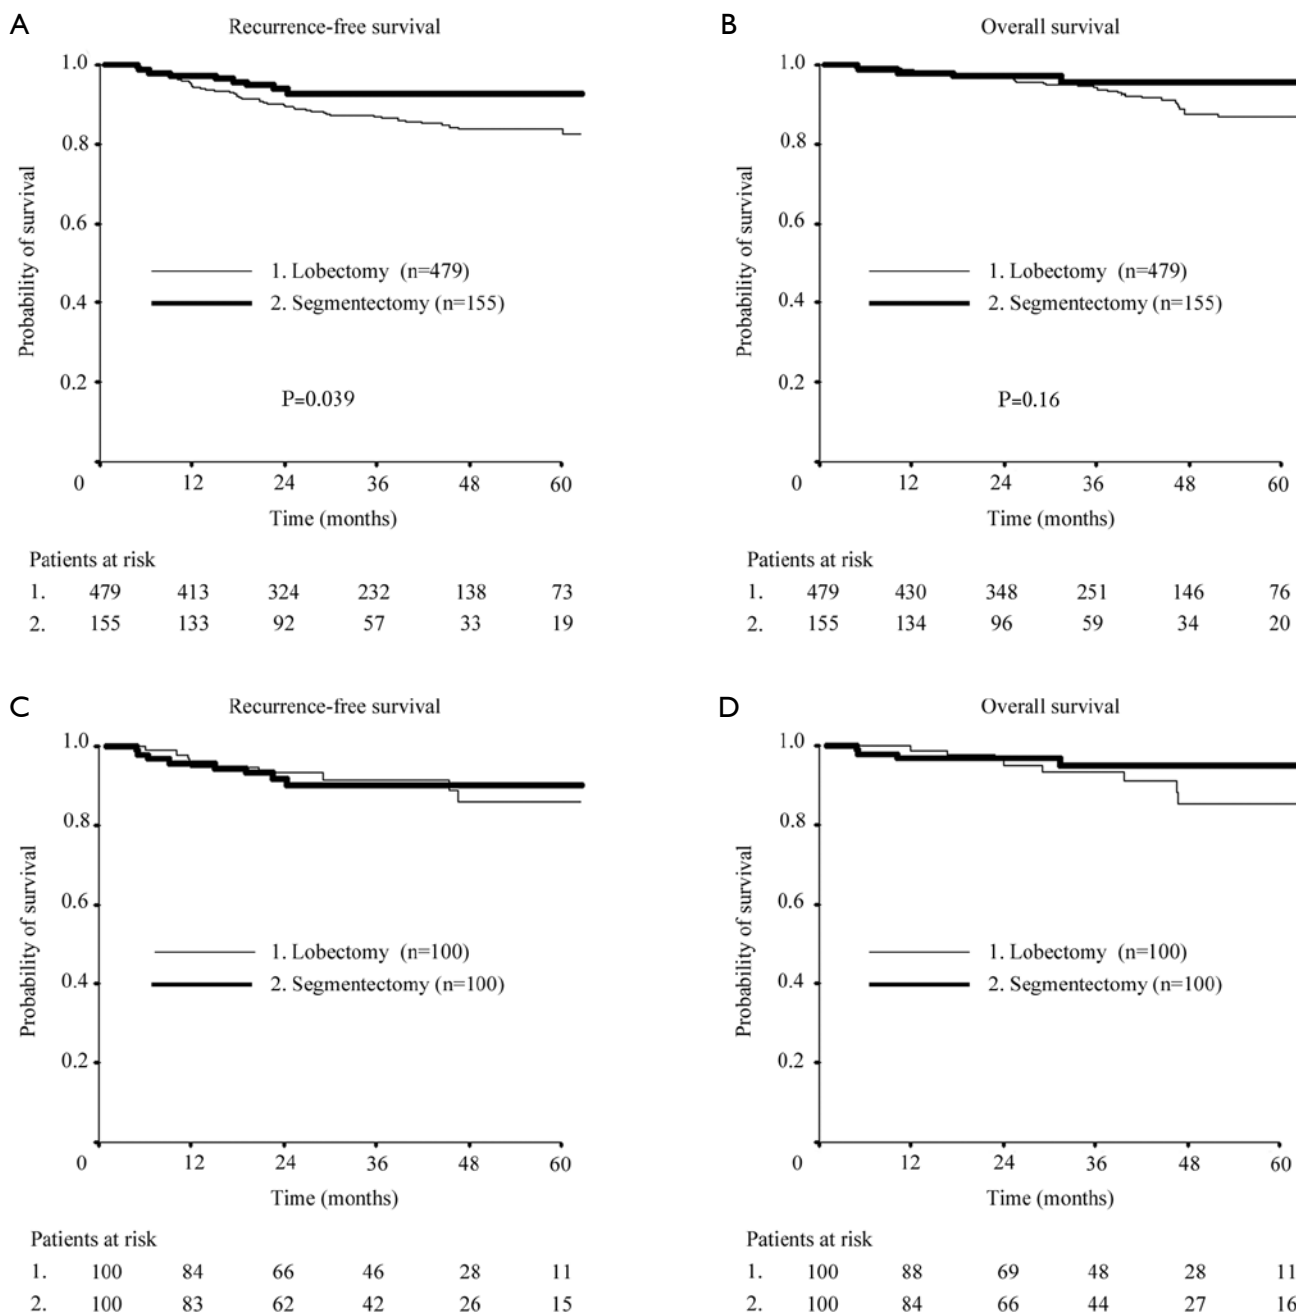 A
Recurrence-free survival
1.0
0.8
0.6
0.4
0.2
0
Probability of survival
1. Lobectomy (n=479)
2. Segmentectomy (n=155)
P=0.039
12 24 36 48 60
Time (months)
Patients at risk
1. 479 413 324 232 138 73
2. 155 133 92 57 33 19
B
Overall survival
1.0
0.8
0.6
0.4
0.2
0
Probability of survival
1. Lobectomy (n=479)
2. Segmentectomy (n=155)
P=0.16
12 24 36 48 60
Time (months)
Patients at risk
1. 479 430 348 251 146 76
2. 155 134 96 59 34 20
C
Recurrence-free survival
1.0
0.8
0.6
0.4
0.2
0
Probability of survival
1. Lobectomy (n=100)
2. Segmentectomy (n=100)
12 24 36 48 60
Time (months)
Patients at risk
1. 100 84 66 46 28 11
2. 100 83 62 42 26 15
D
Overall survival
1.0
0.8
0.6
0.4
0.2
0
Probability of survival
1. Lobectomy (n=100)
2. Segmentectomy (n=100)
12 24 36 48 60
Time (months)
Patients at risk
1. 100 88 69 48 28 11
2. 100 84 66 44 27 16